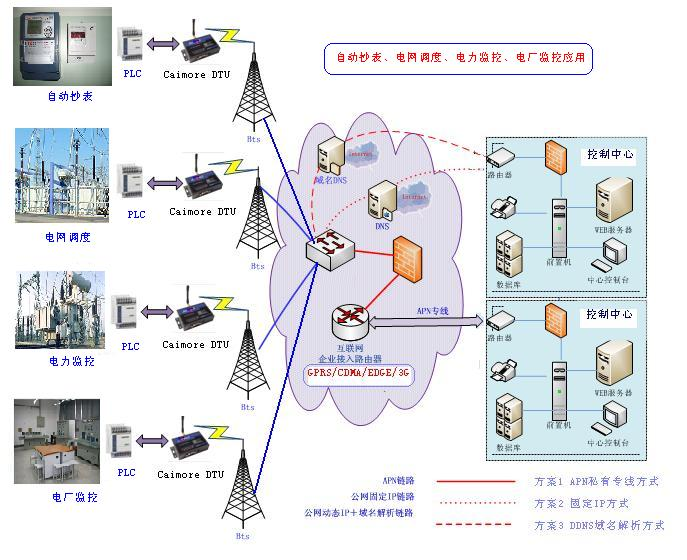 自动抄表、电网调度、电力监控、电厂监控应用
PLC
Caimore DTU
自动抄表
Bts
PLC
Caimore DTU
电网调度
Bts
PLC
Caimore DTU
电力监控
Bts
PLC
Caimore DTU
电厂监控
Bts
Internet
域名DNS
DNS
互联网
企业接入路由器
GPRS/CDMA/EDGE/3G
APN专线
控制中心
路由器
WEB服务器
前置机
数据库
中心控制台
控制中心
路由器
WEB服务器
前置机
数据库
中心控制台
APN链路
方案1 APN私有专线方式
公网固定IP链路
方案2 固定IP方式
公网动态IP+域名解析链路
方案3 DDNS域名解析方式